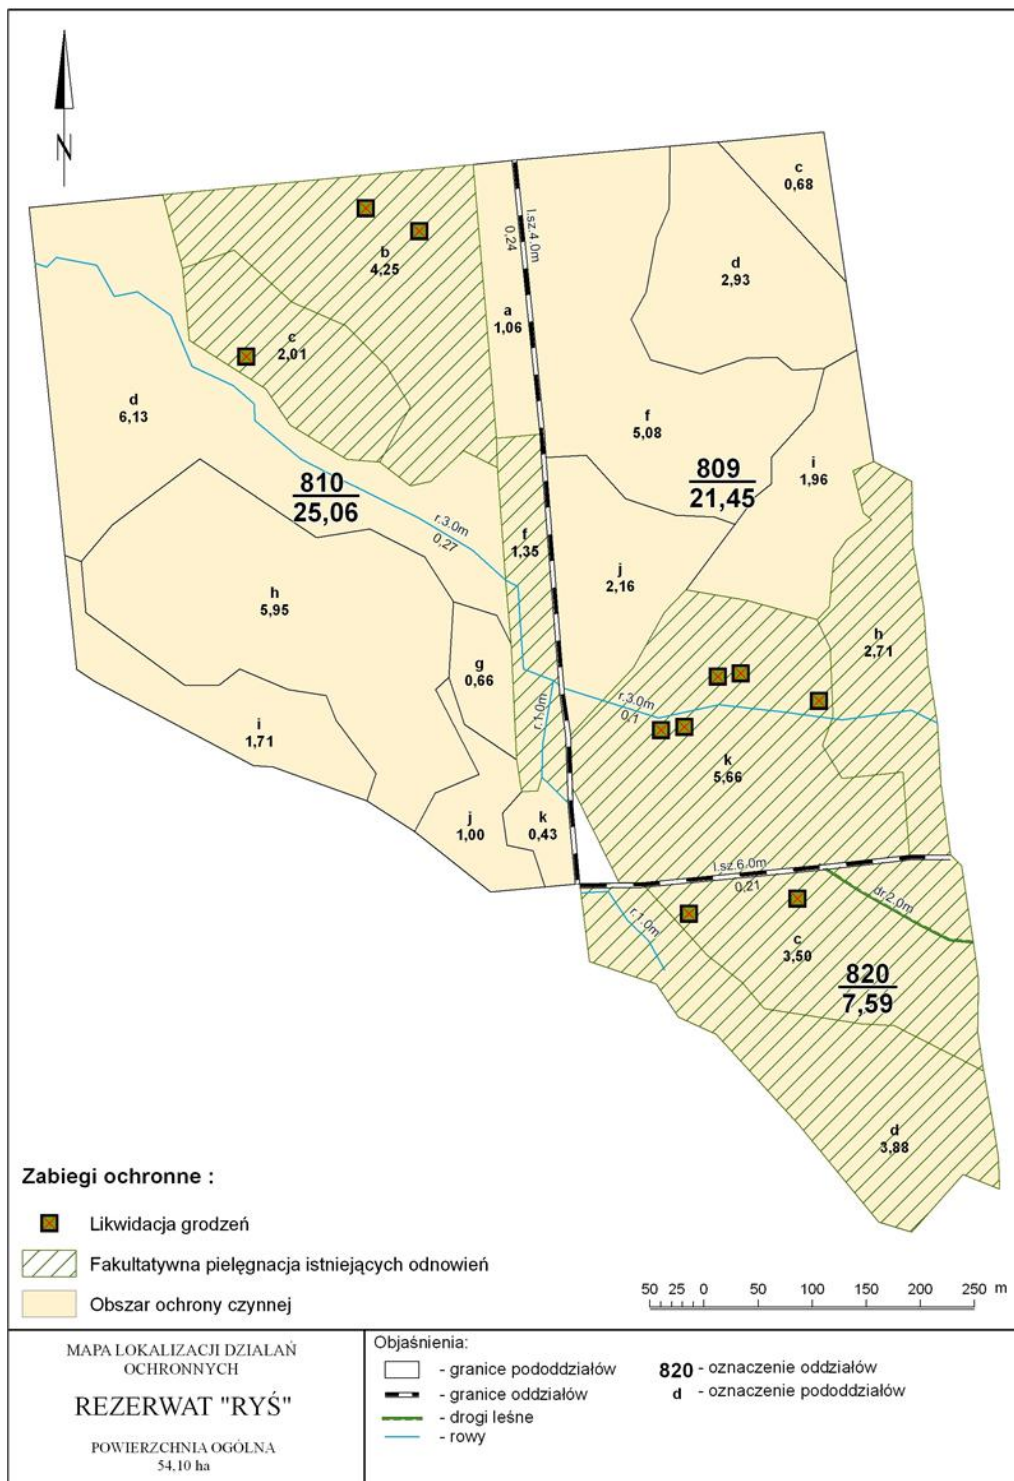 N
c
0,68
l.sz.4.0m
0,24
b
4,25
d
2,93
a
1,06
c
2,01
d
6,13
f
5,08
809
21,45
i
1,96
810
25,06
r.3.0m
0,27
f
1,35
j
2,16
h
5,95
h
2,71
g
0,66
r.3.0m
0,1
r.1.0m
i
1,71
k
5,66
j
1,00
k
0,43
l.sz.6.0m
0,21
dr.2.0m
r.1.0m
c
3,50
820
7,59
d
3,88
Zabiegi ochronne :
Likwidacja grodzeń
Fakultatywna pielęgnacja istniejących odnowień
Obszar ochrony czynnej
50 25 0 50 100 150 200 250 m
MAPA LOKALIZACJI DZIAŁAŃ
OCHRONNYCH
REZERWAT "RYŚ"
POWIERZCHNIA OGÓLNA
54,10 ha
Objaśnienia:
- granice pododdziałów
- granice oddziałów
- drogi leśne
- rowy
820 - oznaczenie oddziałów
d - oznaczenie pododdziałów